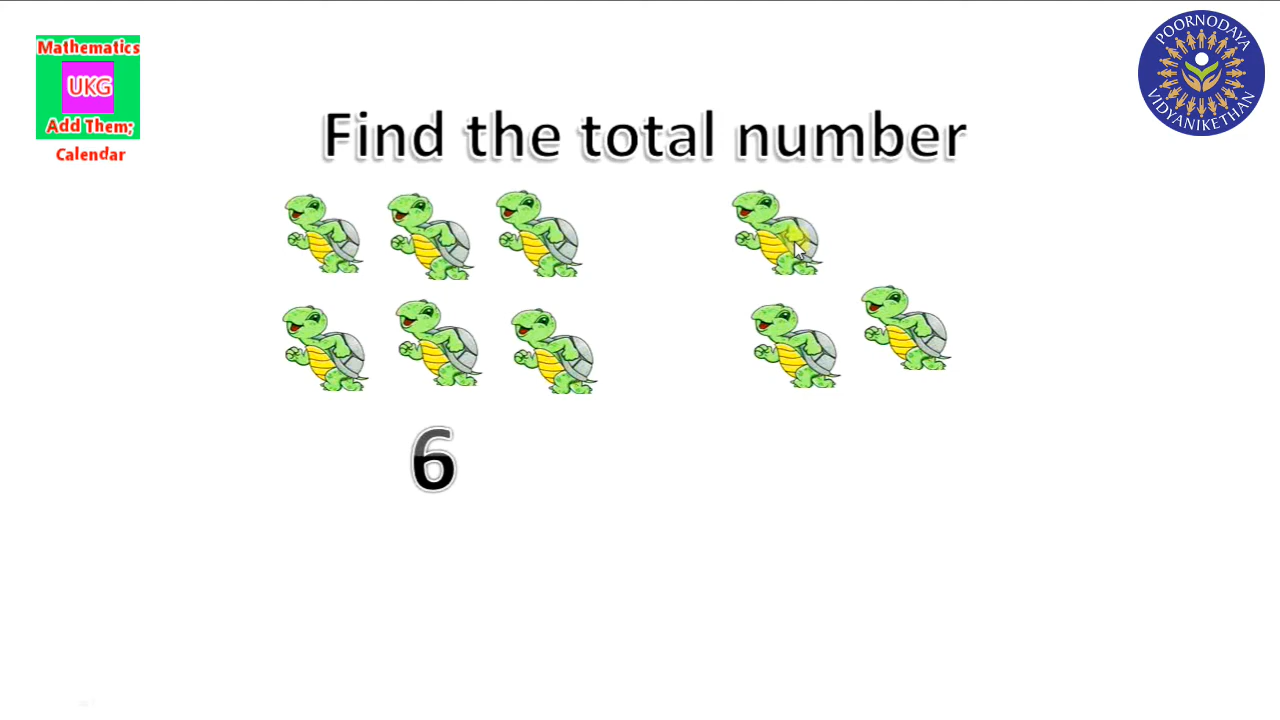 Mathematics
UKG
Add Them;
Calendar
POORNODAYA
VIDYANIKETHAN
Find the total number
6